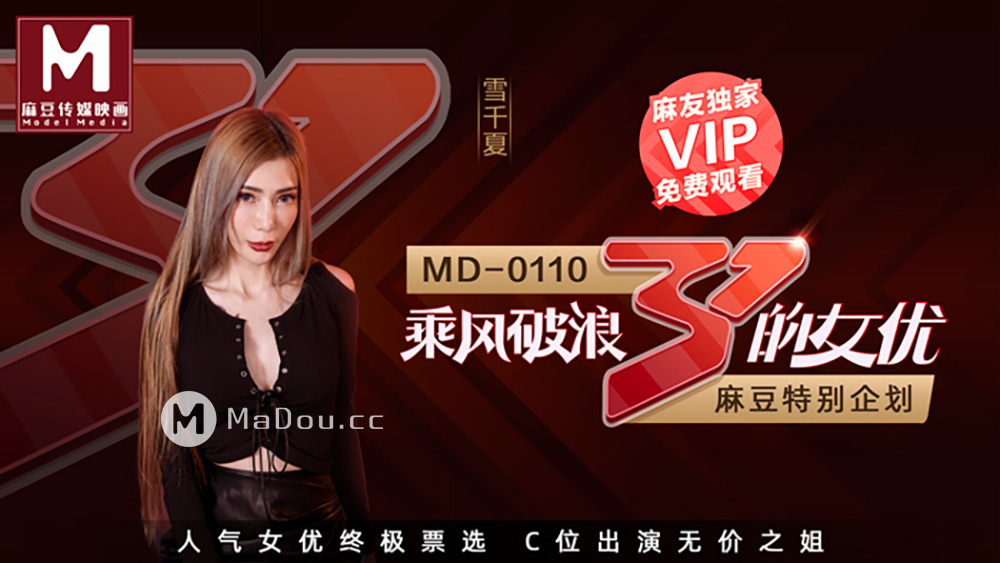 M
麻豆传媒映画
Model Media
雪千夏
麻友独家
VIP
免费观看
MD-0110
乘风破浪3的女优
麻豆特别企划
M MaDou.cc
人气女优终极票选 C位出演无价之姐